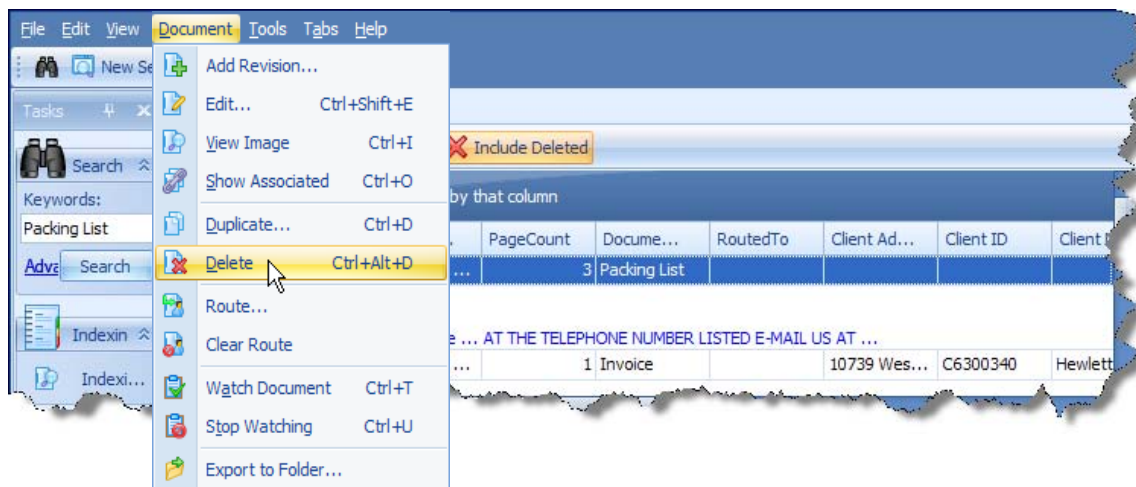 File Edit View Document Tools Tabs Help
New Se
Add Revision...
Tasks
Edit... Ctrl+Shift+E
View Image Ctrl+I
Include Deleted
Search
Show Associated Ctrl+O
by that column
Keywords:
Packing List
Duplicate... Ctrl+D
PageCount Docume... RoutedTo Client Ad... Client ID Client
Adva Search
Delete Ctrl+Alt+D
... 3 Packing List
Route...
Indexin
Clear Route
... AT THE TELEPHONE NUMBER LISTED E-MAIL US AT ...
... 1 Invoice 10739 Wes... C6300340 Hewlett
Indexi...
Watch Document Ctrl+T
Stop Watching Ctrl+U
Export to Folder...